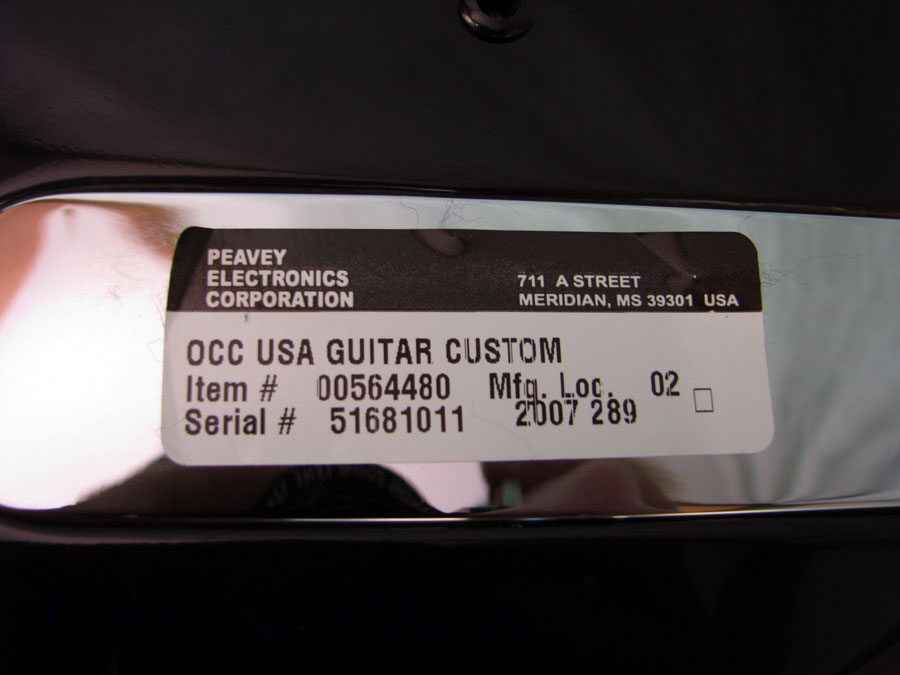 PEAVEY
ELECTRONICS
CORPORATION
711 A STREET
MERIDIAN, MS 39301 USA
OCC USA GUITAR CUSTOM
Item # 00564480 Mfg. Loc. 02
Serial # 51681011 2007 289